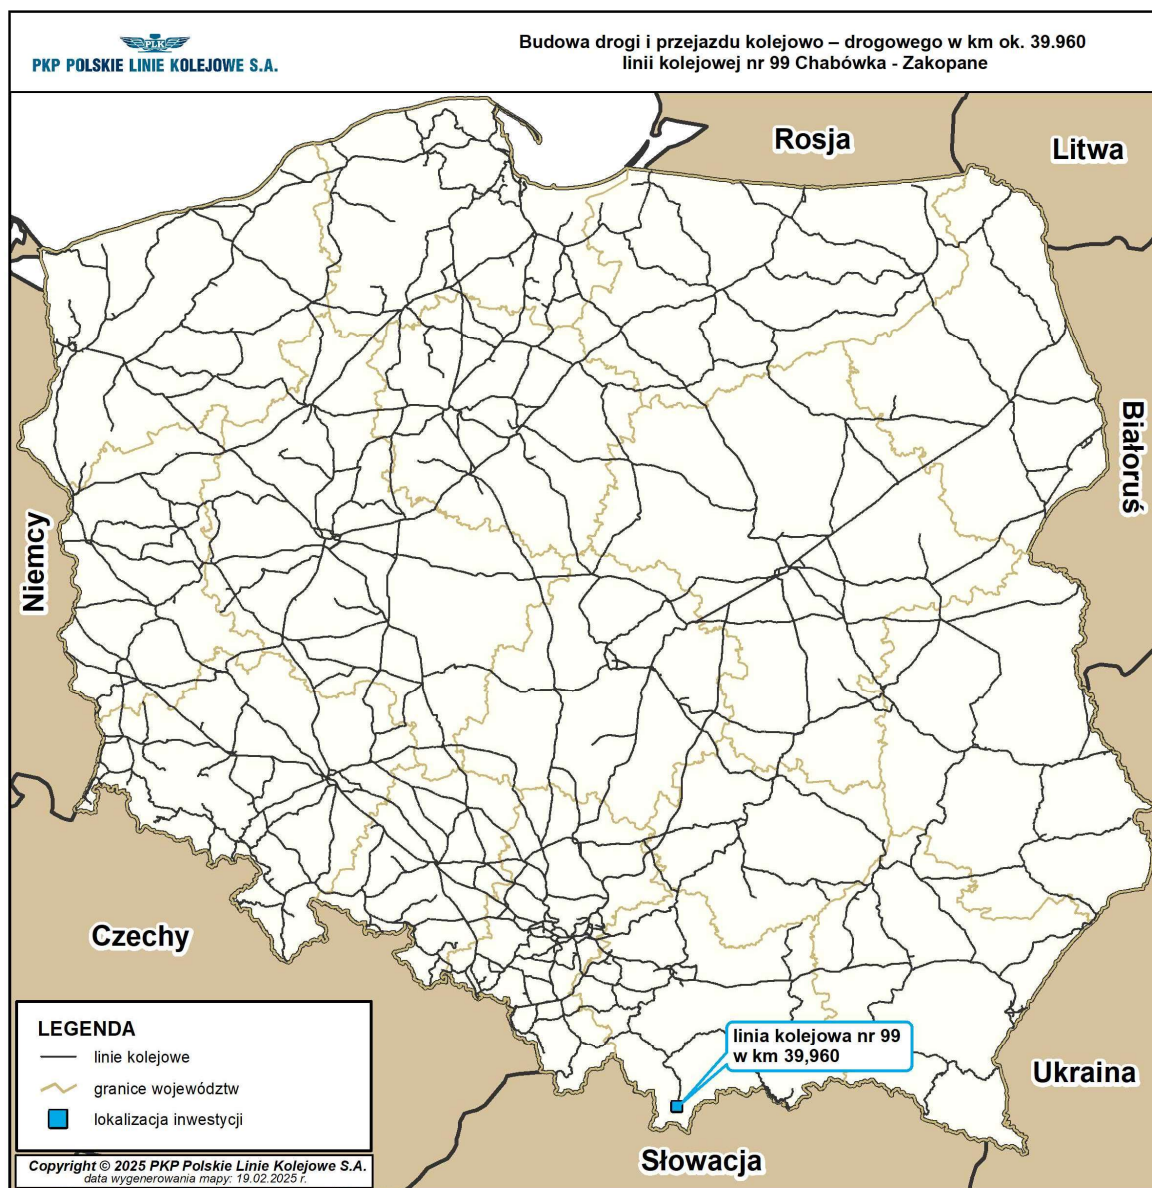 PLK
PKP POLSKIE LINIE KOLEJOWE S.A.
Budowa drogi i przejazdu kolejowo – drogowego w km ok. 39.960
linii kolejowej nr 99 Chabówka - Zakopane
Rosja
Litwa
Białoruś
Niemcy
Czechy
linia kolejowa nr 99
w km 39,960
Ukraina
Słowacja
LEGENDA
linie kolejowe
granice województw
lokalizacja inwestycji
Copyright © 2025 PKP Polskie Linie Kolejowe S.A.
data wygenerowania mapy: 19.02.2025 r.